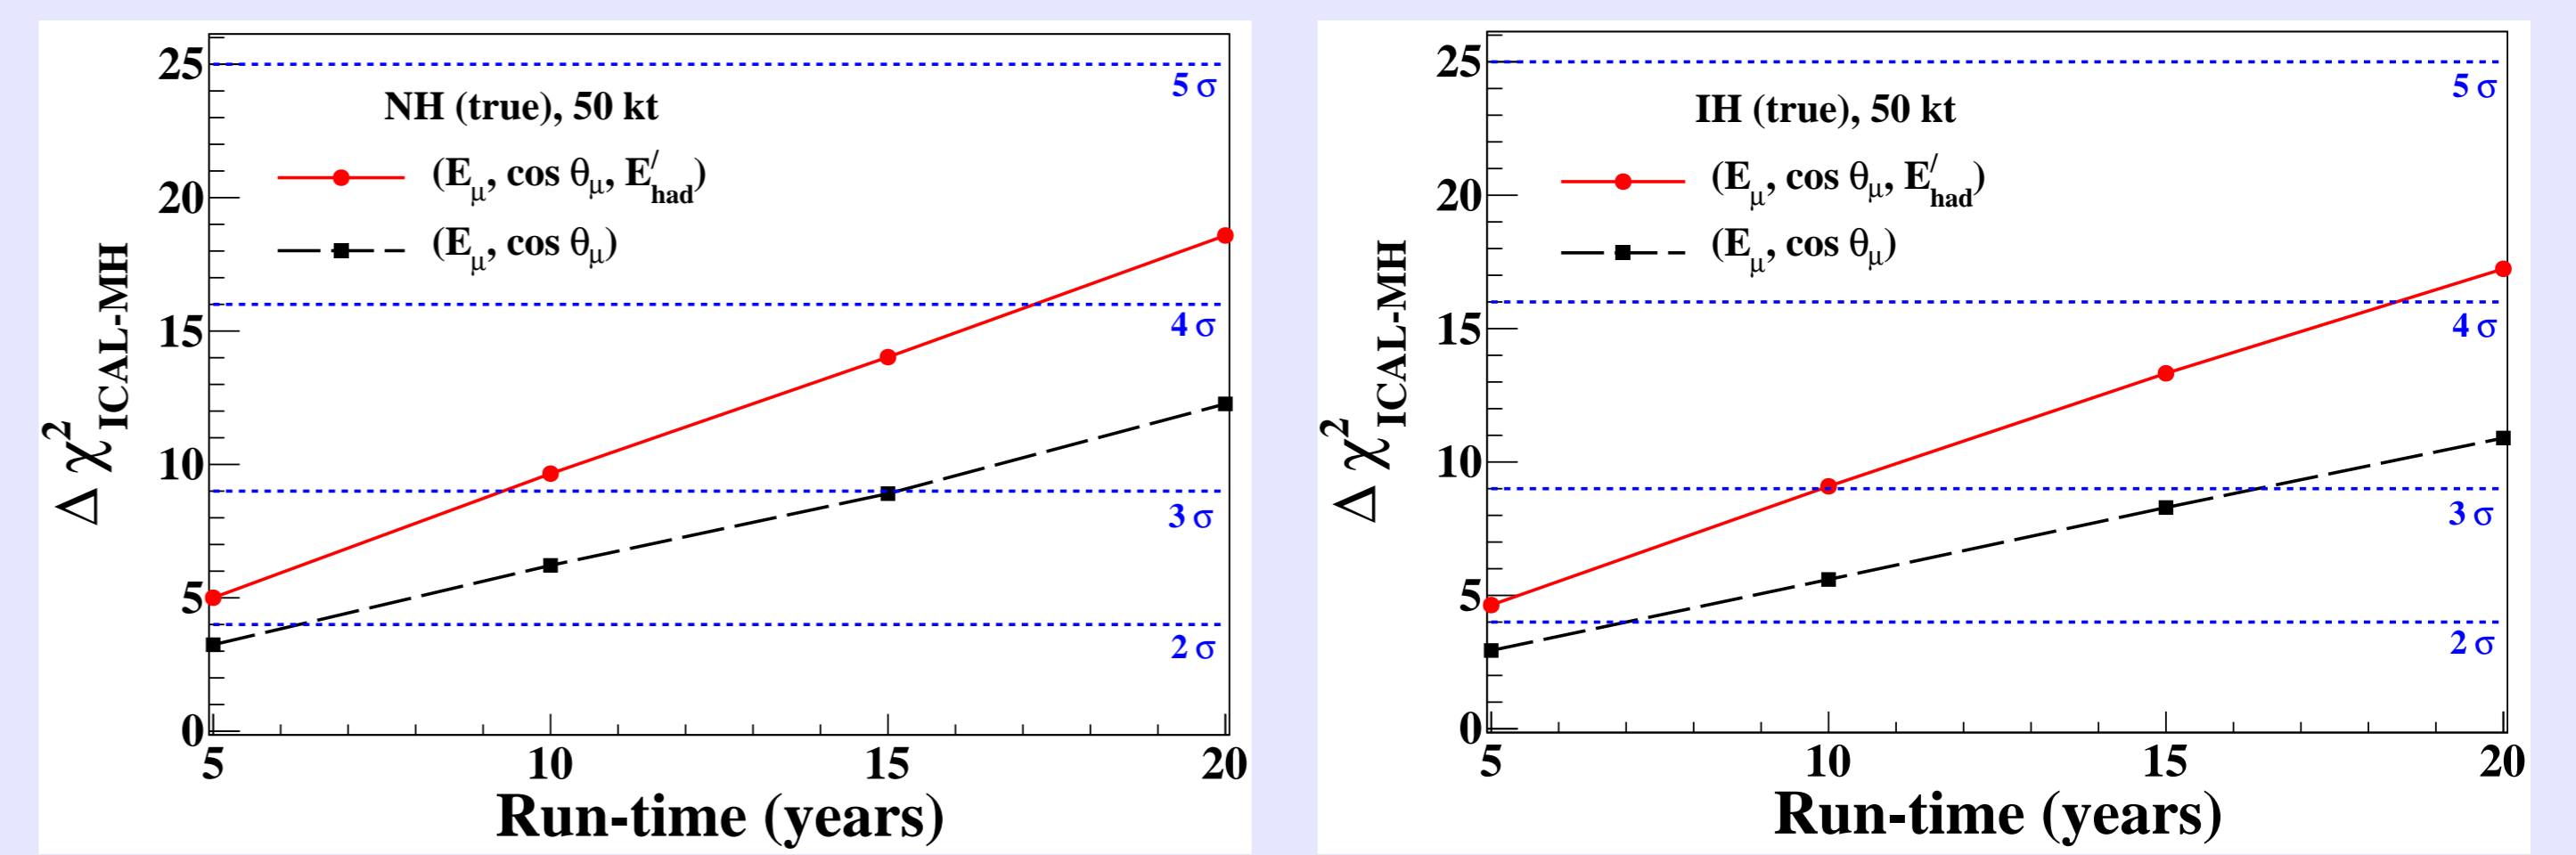 25
20
15
10
5
0
5
10
15
20
Δ χ²ICAL-MH
Run-time (years)
NH (true), 50 kt
(Eμ, cos θμ, E′had)
(Eμ, cos θμ)
5 σ
4 σ
3 σ
2 σ
25
20
15
10
5
0
5
10
15
20
Δ χ²ICAL-MH
Run-time (years)
IH (true), 50 kt
(Eμ, cos θμ, E′had)
(Eμ, cos θμ)
5 σ
4 σ
3 σ
2 σ